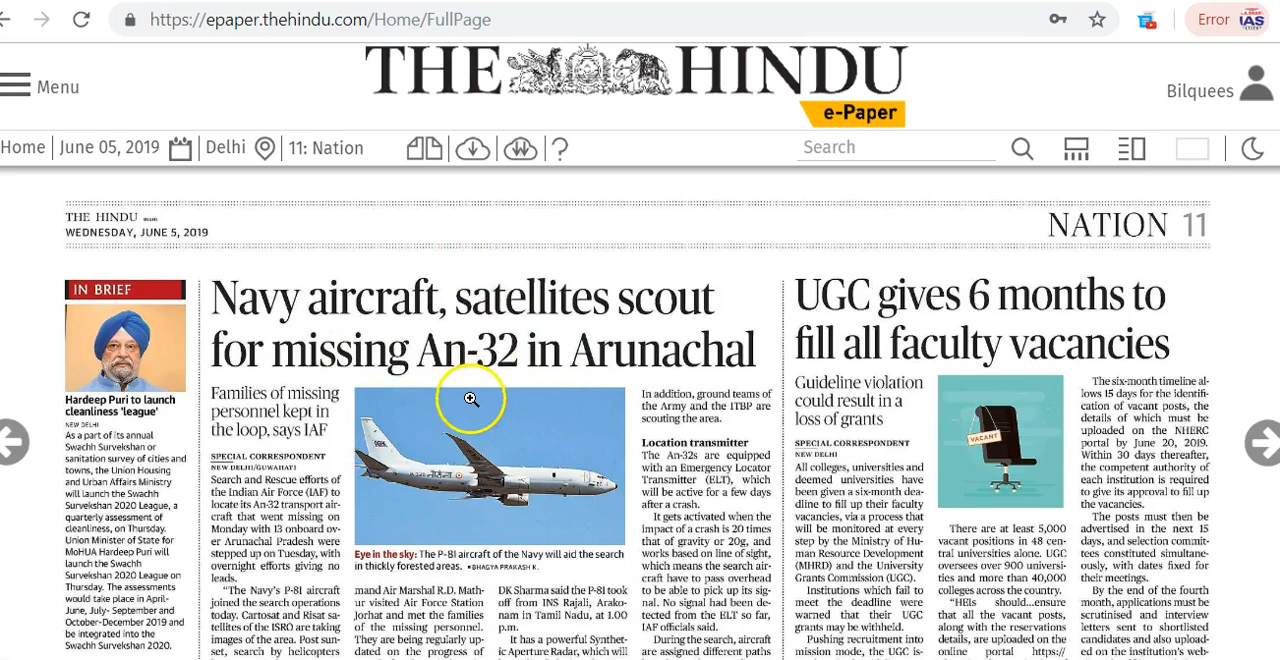 https://epaper.thehindu.com/Home/FullPage
Error
IAS
Menu
THE HINDU
e-Paper
Bilquees
Home
June 05, 2019
Delhi
11: Nation
?
Search
THE HINDU
WEDNESDAY, JUNE 5, 2019
NATION 11
IN BRIEF
Hardeep Puri to launch
cleanliness 'league'
NEW DELHI
As a part of its annual
Swachh Survekshan or
sanitation survey of cities and
towns, the Union Housing
and Urban Affairs Ministry
will launch the Swachh
Survekshan 2020 League, a
quarterly assessment of
cleanliness, on Thursday.
Union Minister of State for
MoHUA Hardeep Puri will
launch the Swachh
Survekshan 2020 League on
Thursday. The assessments
would take place in April-
June, July- September and
October-December 2019 and
be integrated into the
Swachh Survekshan 2020.
Navy aircraft, satellites scout
for missing An-32 in Arunachal
Families of missing
personnel kept in
the loop, says IAF
SPECIAL CORRESPONDENT
NEW DELHI/GUWAHATI
Search and Rescue efforts of
the Indian Air Force (IAF) to
locate its An-32 transport air-
craft that went missing on
Monday with 13 onboard ov-
er Arunachal Pradesh were
stepped up on Tuesday, with
overnight efforts giving no
leads.
"The Navy's P-8I aircraft
joined the search operations
today. Cartosat and Risat sa-
tellites of the ISRO are taking
images of the area. Post sun-
set, search by helicopters
Eye in the sky: The P-8I aircraft of the Navy will aid the search
in thickly forested areas. •BHAGYA PRAKASH K.
mand Air Marshal R.D. Math-
ur visited Air Force Station
Jorhat and met the families
of the missing personnel.
They are being regularly up-
dated on the progress of
DK Sharma said the P-8I took
off from INS Rajali, Arako-
nam in Tamil Nadu, at 1.00
p.m.
It has a powerful Synthet-
ic Aperture Radar, which will
In addition, ground teams of
the Army and the ITBP are
scouting the area.
Location transmitter
The An-32s are equipped
with an Emergency Locator
Transmitter (ELT), which
will be active for a few days
after a crash.
It gets activated when the
impact of a crash is 20 times
that of gravity or 20g, and
works based on line of sight,
which means the search air-
craft have to pass overhead
to be able to pick up its sig-
nal. No signal had been de-
tected from the ELT so far,
IAF officials said.
During the search, aircraft
are assigned different paths
UGC gives 6 months to
fill all faculty vacancies
Guideline violation
could result in a
loss of grants
SPECIAL CORRESPONDENT
NEW DELHI
All colleges, universities and
deemed universities have
been given a six-month dea-
dline to fill up their faculty
vacancies, via a process that
will be monitored at every
step by the Ministry of Hu-
man Resource Development
(MHRD) and the University
Grants Commission (UGC).
Institutions which fail to
meet the deadline were
warned that their UGC
grants may be withheld.
Pushing recruitment into
mission mode, the UGC is-
VACANT
There are at least 5,000
vacant positions in 48 cen-
tral universities alone. UGC
oversees over 900 universi-
ties and more than 40,000
colleges across the country.
"HEIs should...ensure
that all the vacant posts,
along with the reservations
details, are uploaded on the
online portal https://
The six-month timeline al-
lows 15 days for the identifi-
cation of vacant posts, the
details of which must be
uploaded on the NHERC
portal by June 20, 2019.
Within 30 days thereafter,
the competent authority of
each institution is required
to give its approval to fill up
the vacancies.
The posts must then be
advertised in the next 15
days, and selection commit-
tees constituted simultane-
ously, with dates fixed for
their meetings.
By the end of the fourth
month, applications must be
scrutinised and interview
letters sent to shortlisted
candidates and also upload-
ed on the institution's web-